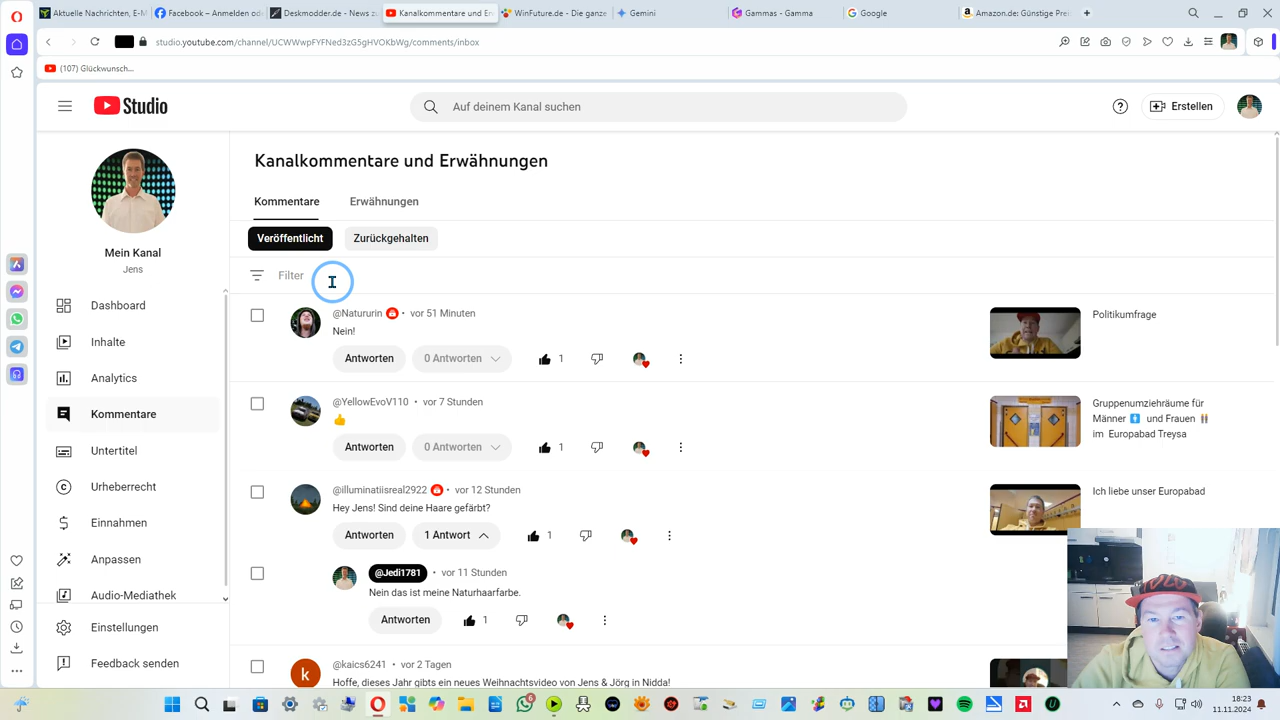 Aktuelle Nachrichten, E-M
Facebook – Anmelden od
Deskmodder.de - News z
Kanalkommentare und Er
WinFuture.de - Die ganz
Gemini
Gammas - Gamma
Google
Amazon.de: Günstige Prei
studio.youtube.com/channel/UCWWwpFYFNed3zG5gHVOKbWg/comments/inbox
(107) Glückwunsch...
Studio
Auf deinem Kanal suchen
Erstellen
Kanalkommentare und Erwähnungen
Kommentare
Erwähnungen
Veröffentlicht
Zurückgehalten
Filter
Mein Kanal
Jens
Dashboard
Inhalte
Analytics
Kommentare
Untertitel
Urheberrecht
Einnahmen
Anpassen
Audio-Mediathek
Einstellungen
Feedback senden
@Natururin • vor 51 Minuten
Nein!
Antworten
0 Antworten
1
Politikumfrage
@YellowEvoV110 • vor 7 Stunden
👍
Antworten
0 Antworten
1
Gruppenumziehräume für
Männer 🚹 und Frauen 👭
im Europabad Treysa
@illuminatiisreal2922 • vor 12 Stunden
Hey Jens! Sind deine Haare gefärbt?
Antworten
1 Antwort
1
Ich liebe unser Europabad
@Jedi1781 • vor 11 Stunden
Nein das ist meine Naturhaarfarbe.
Antworten
1
k
@kaics6241 • vor 2 Tagen
Hoffe, dieses Jahr gibts ein neues Weihnachtsvideo von Jens & Jörg in Nidda!
6
18:23
11.11.2024